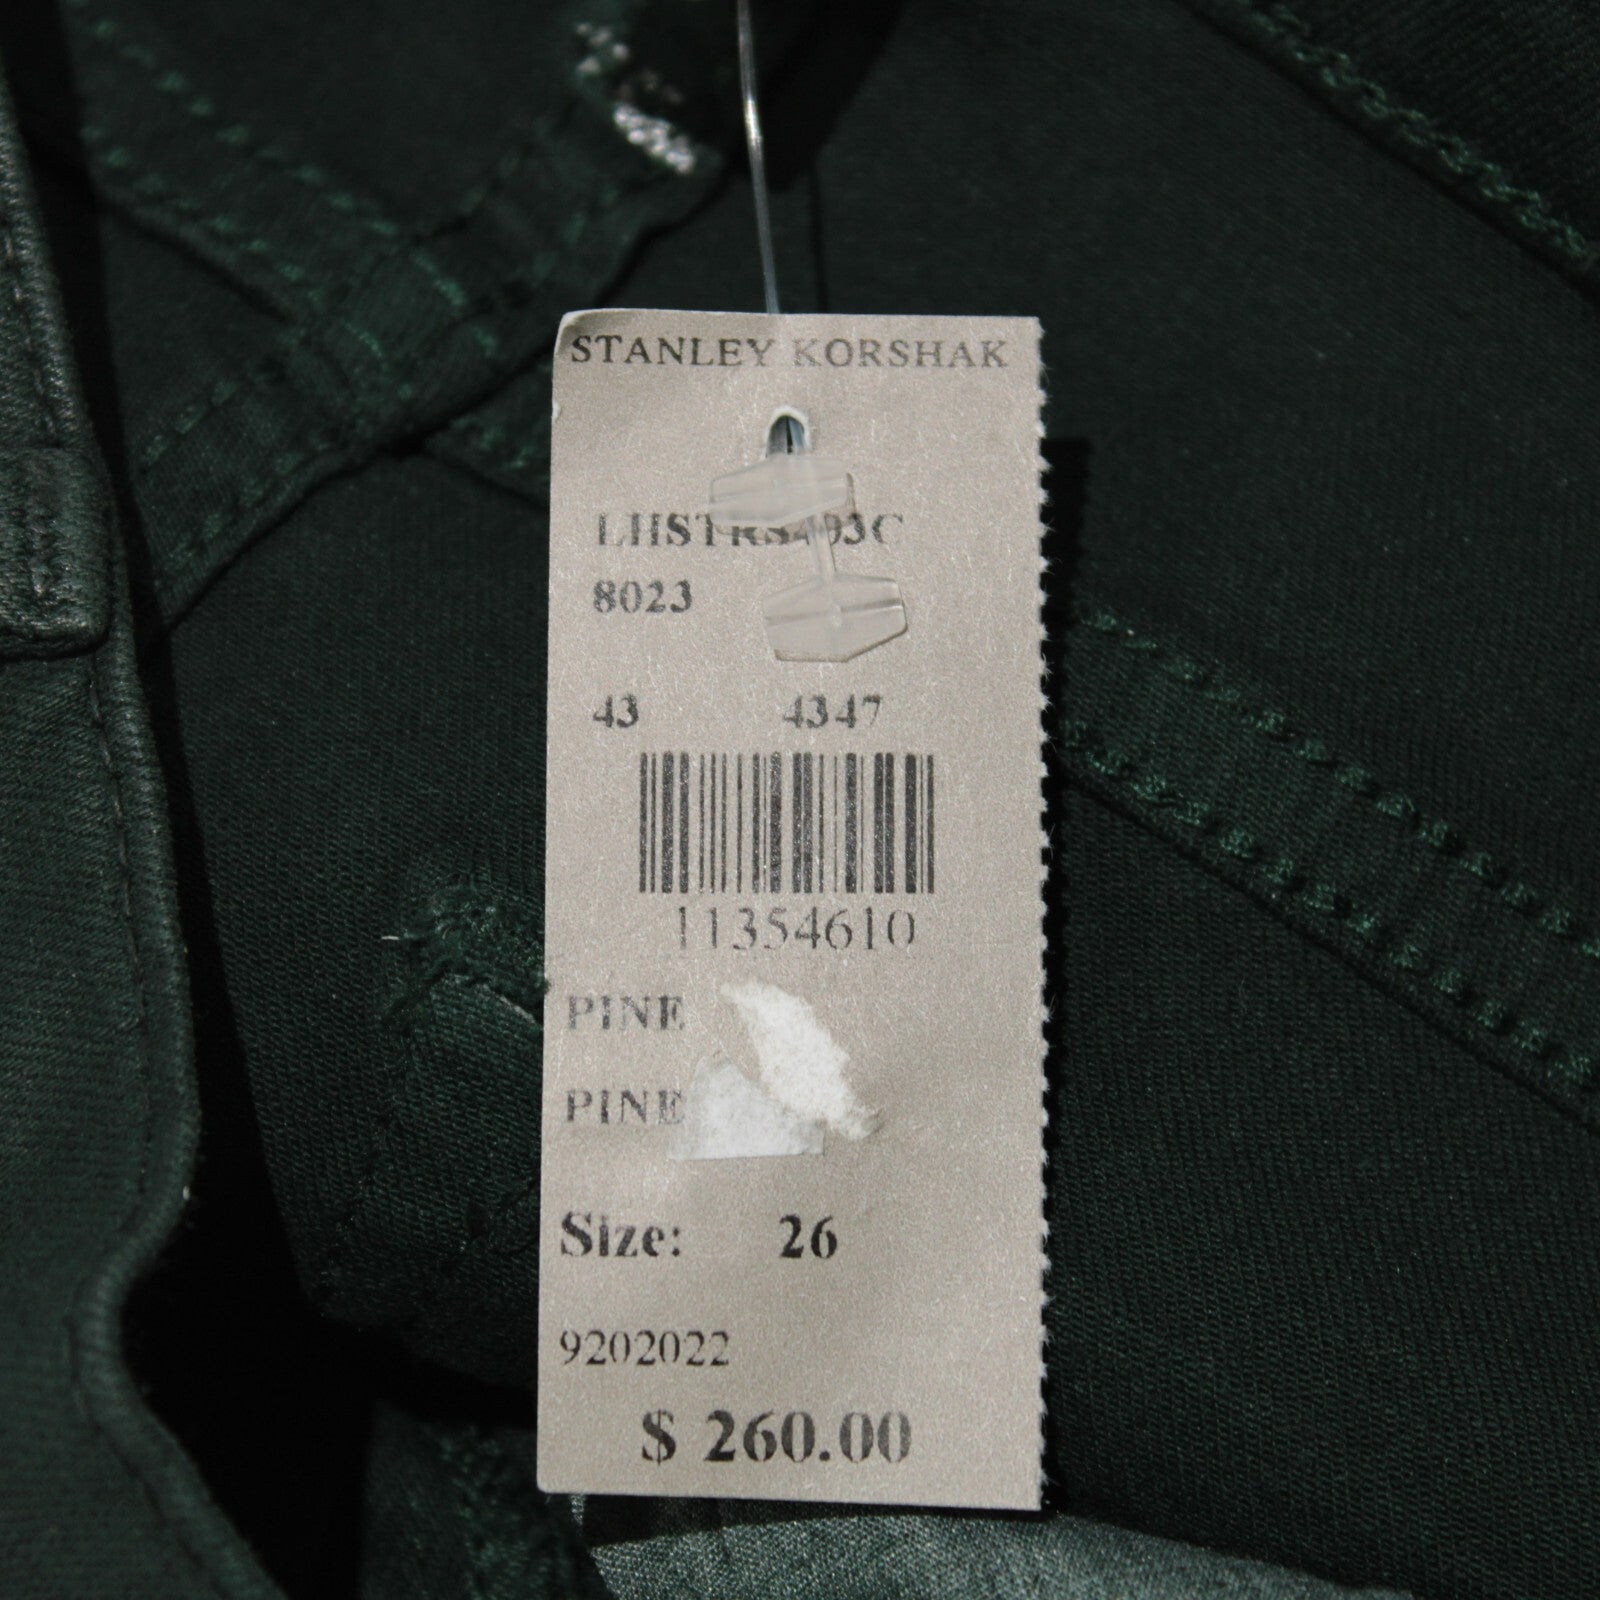 STANLEY KORSHAK
8023
43 4347
11354610
PINE
PINE
Size: 26
9202022
$ 260.00